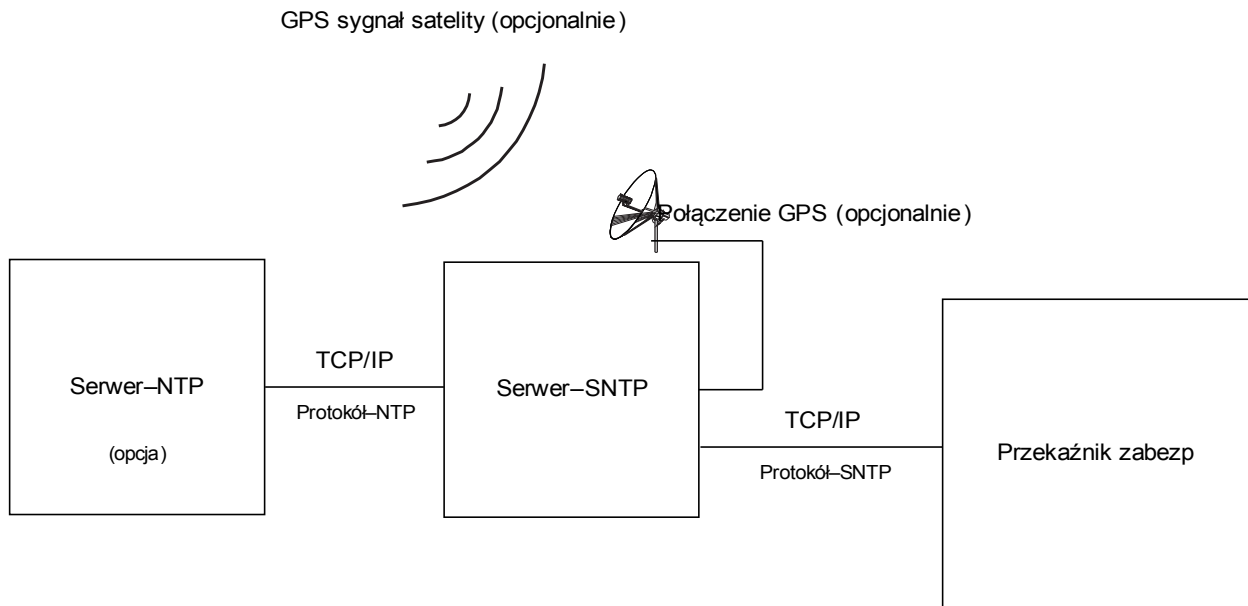 GPS sygnał satelity (opcjonalnie)
Połączenie GPS (opcjonalnie)
TCP/IP
Serwer–NTP
Serwer–SNTP
Protokół–NTP
(opcja)
TCP/IP
Protokół–SNTP
Przekaźnik zabezp